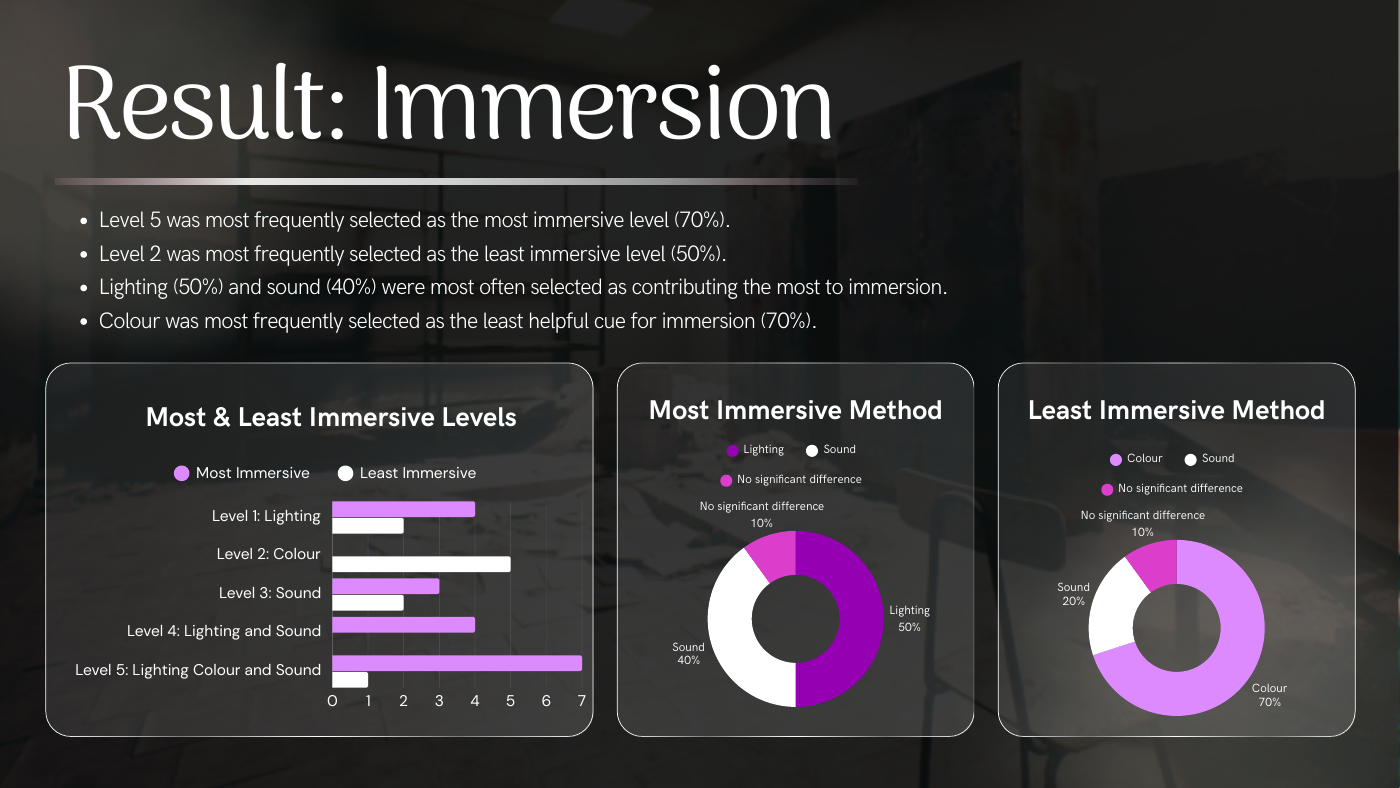 Result: Immersion
• Level 5 was most frequently selected as the most immersive level (70%).
• Level 2 was most frequently selected as the least immersive level (50%).
• Lighting (50%) and sound (40%) were most often selected as contributing the most to immersion.
• Colour was most frequently selected as the least helpful cue for immersion (70%).
Most & Least Immersive Levels
Most Immersive Least Immersive
Level 1: Lighting
Level 2: Colour
Level 3: Sound
Level 4: Lighting and Sound
Level 5: Lighting Colour and Sound
0 1 2 3 4 5 6 7
Most Immersive Method
Lighting Sound
No significant difference
No significant difference
10%
Lighting
50%
Sound
40%
Least Immersive Method
Colour Sound
No significant difference
No significant difference
10%
Sound
20%
Colour
70%